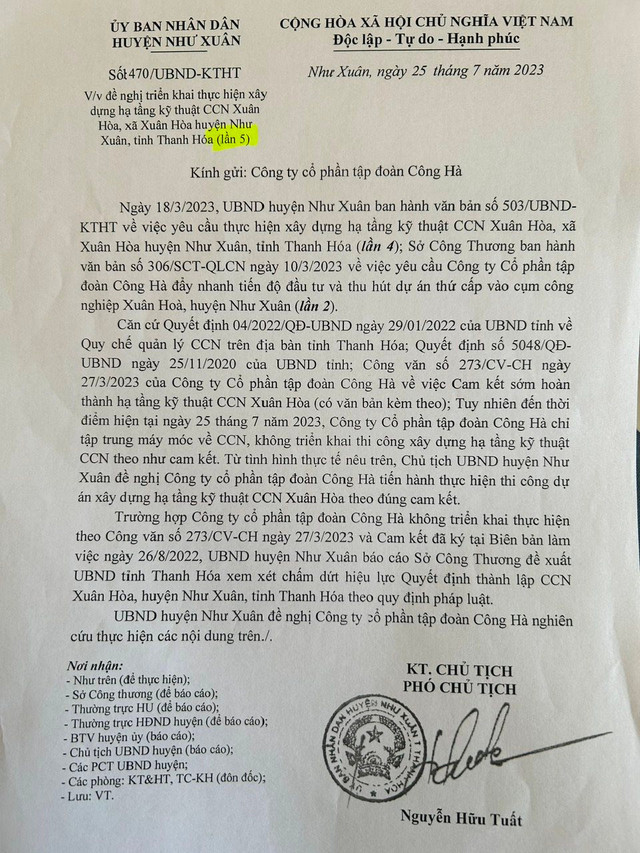 ỦY BAN NHÂN DÂN
HUYỆN NHƯ XUÂN
CỘNG HÒA XÃ HỘI CHỦ NGHĨA VIỆT NAM
Độc lập - Tự do - Hạnh phúc
Số1470/UBND-KTHT
Như Xuân, ngày 25 tháng 7 năm 2023
V/v đề nghị triển khai thực hiện xây
dựng hạ tầng kỹ thuật CCN Xuân
Hòa, xã Xuân Hòa huyện Như
Xuân, tỉnh Thanh Hóa (lần 5)
Kính gửi: Công ty cổ phần tập đoàn Công Hà
Ngày 18/3/2023, UBND huyện Như Xuân ban hành văn bản số 503/UBND-
KTHT về việc yêu cầu thực hiện xây dựng hạ tầng kỹ thuật CCN Xuân Hòa, xã
Xuân Hòa huyện Như Xuân, tỉnh Thanh Hóa (lần 4); Sở Công Thương ban hành
văn bản số 306/SCT-QLCN ngày 10/3/2023 về việc yêu cầu Công ty Cổ phần tập
đoàn Công Hà đẩy nhanh tiến độ đầu tư và thu hút dự án thứ cấp vào cụm công
nghiệp Xuân Hoà, huyện Như Xuân (lần 2).
Căn cứ Quyết định 04/2022/QĐ-UBND ngày 29/01/2022 của UBND tỉnh về
Quy chế quản lý CCN trên địa bàn tỉnh Thanh Hóa; Quyết định số 5048/QĐ-
UBND ngày 25/11/2020 của UBND tỉnh; Công văn số 273/CV-CH ngày
27/3/2023 của Công ty Cổ phần tập đoàn Công Hà về việc Cam kết sớm hoàn
thành hạ tầng kỹ thuật CCN Xuân Hòa (có văn bản kèm theo); Tuy nhiên đến thời
điểm hiện tại ngày 25 tháng 7 năm 2023, Công ty Cổ phần tập đoàn Công Hà chỉ
tập trung máy móc về CCN, không triển khai thi công xây dựng hạ tầng kỹ thuật
CCN theo như cam kết. Từ tình hình thực tế nêu trên, Chủ tịch UBND huyện Như
Xuân đề nghị Công ty cổ phần tập đoàn Công Hà tiến hành thực hiện thi công dự
án xây dựng hạ tầng kỹ thuật CCN Xuân Hòa theo đúng cam kết.
Trường hợp Công ty cổ phần tập đoàn Công Hà không triển khai thực hiện
theo Công văn số 273/CV-CH ngày 27/3/2023 và Cam kết đã ký tại Biên bản làm
việc ngày 26/8/2022, UBND huyện Như Xuân báo cáo Sở Công Thương đề xuất
UBND tỉnh Thanh Hóa xem xét chấm dứt hiệu lực Quyết định thành lập CCN
Xuân Hòa, huyện Như Xuân, tỉnh Thanh Hóa theo quy định pháp luật.
UBND huyện Như Xuân đề nghị Công ty cổ phần tập đoàn Công Hà nghiên
cứu thực hiện các nội dung trên./.
Nơi nhận:
- Như trên (để thực hiện);
- Sở Công thương (để báo cáo);
- Thường trực HU (để báo cáo);
- Thường trực HĐND huyện (để báo cáo);
- BTV huyện ủy (báo cáo);
- Chủ tịch UBND huyện (báo cáo);
- Các PCT UBND huyện;
- Các phòng: KT&HT, TC-KH (đôn đốc);
- Lưu: VT.
KT. CHỦ TỊCH
PHÓ CHỦ TỊCH
ỦY BAN NHÂN DÂN HUYỆN NHƯ XUÂN T. THANH HÓA
Nguyễn Hữu Tuất